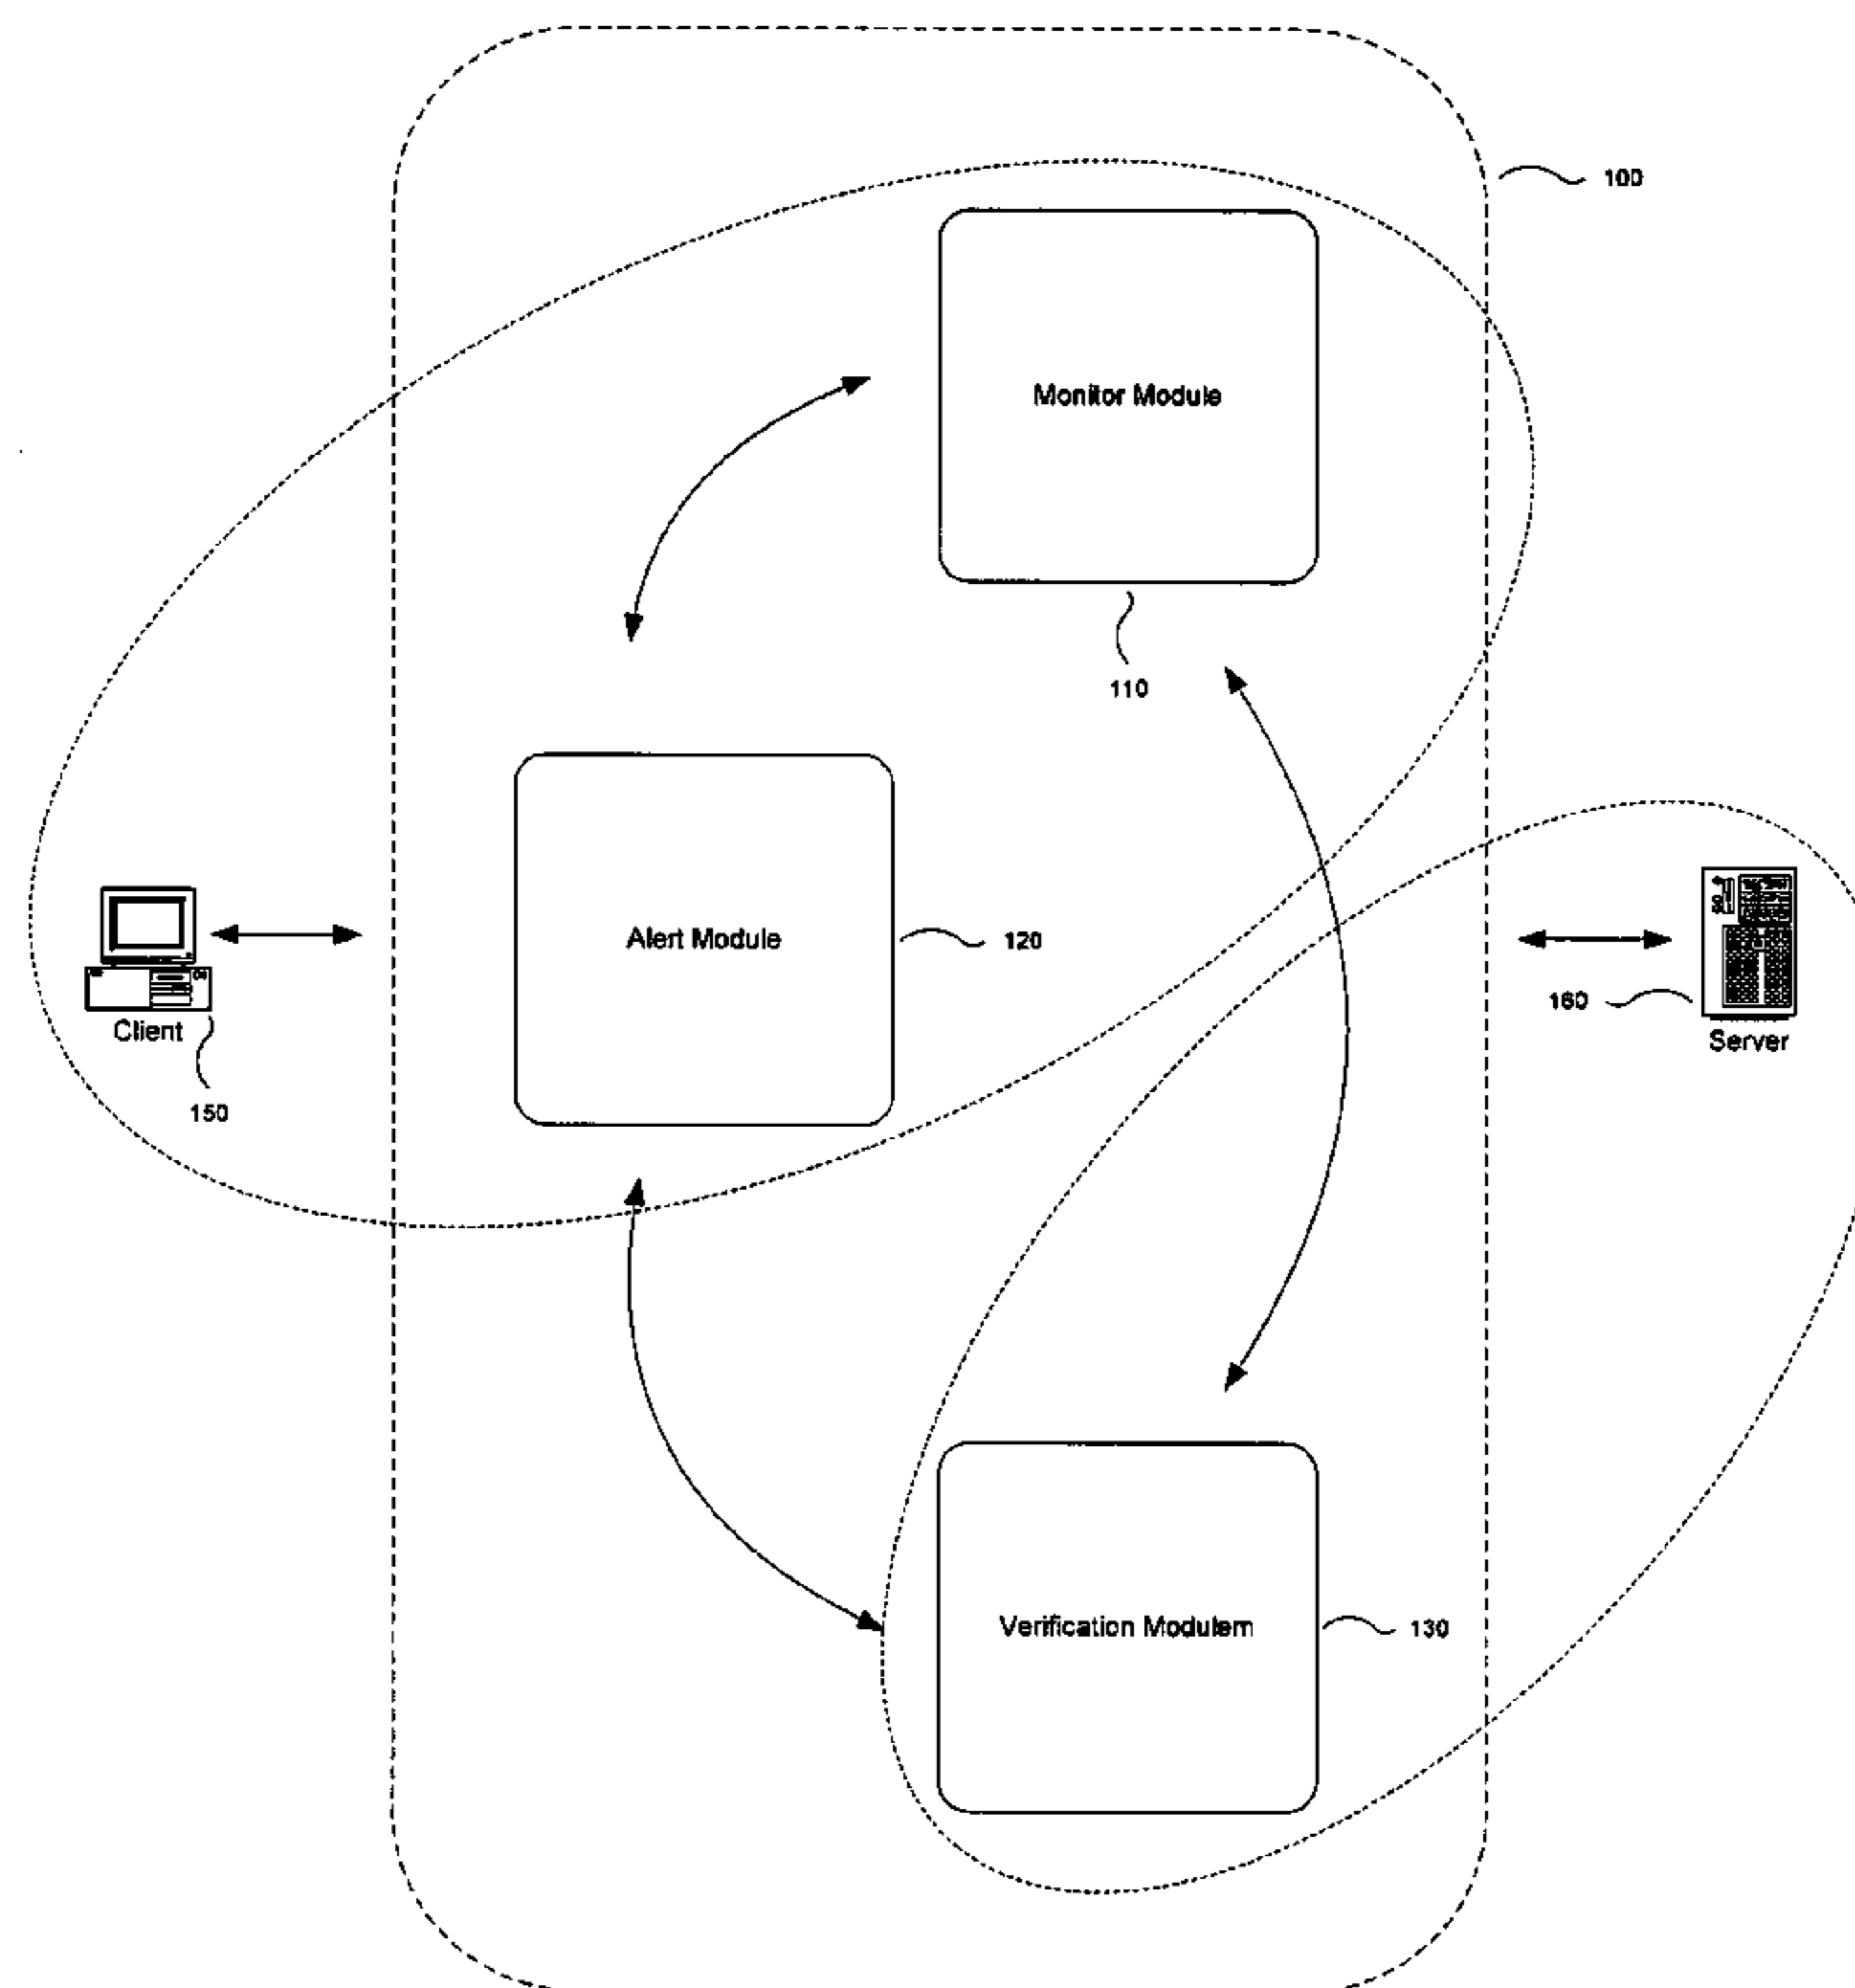 100
Monitor Module
110
Alert Module
120
Client
150
160
Server
Verification Modulem
130